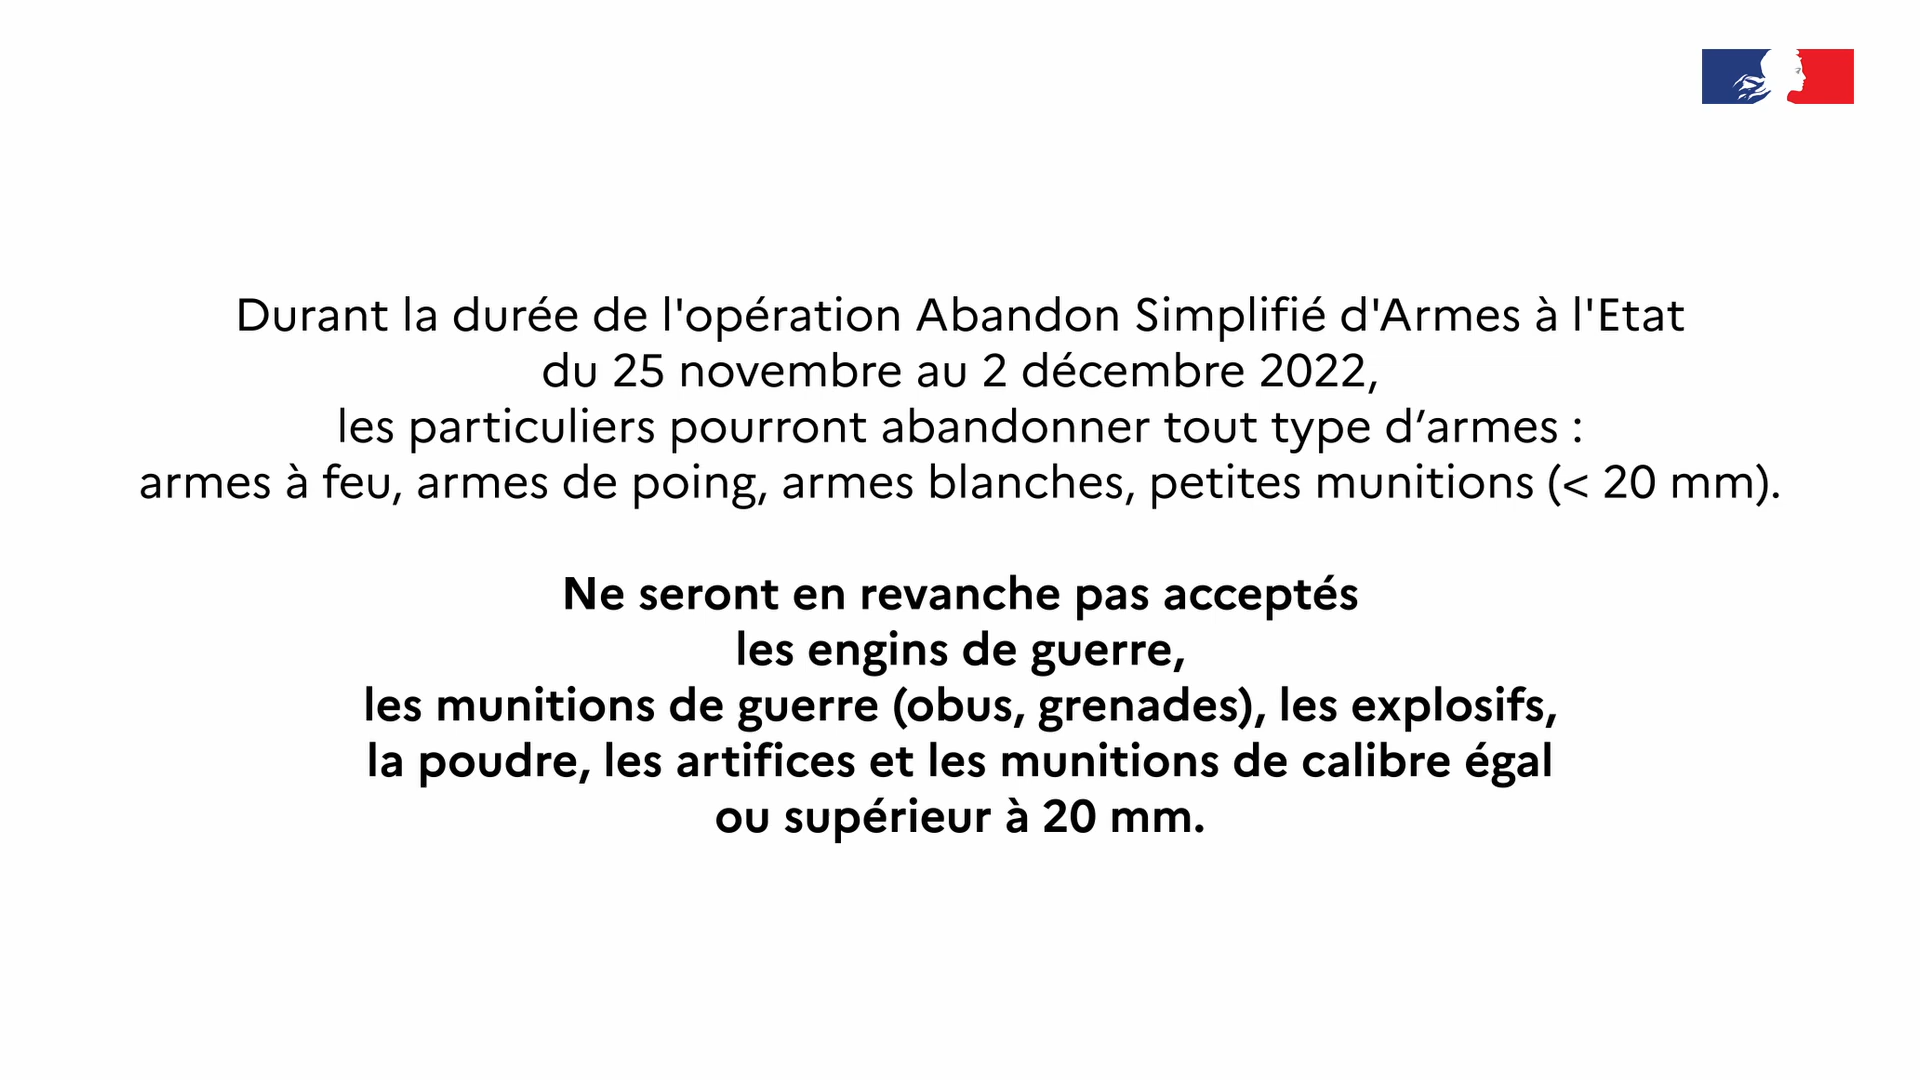 Durant la durée de l'opération Abandon Simplifié d'Armes à l'Etat
du 25 novembre au 2 décembre 2022,
les particuliers pourront abandonner tout type d’armes :
armes à feu, armes de poing, armes blanches, petites munitions (< 20 mm).
Ne seront en revanche pas acceptés
les engins de guerre,
les munitions de guerre (obus, grenades), les explosifs,
la poudre, les artifices et les munitions de calibre égal
ou supérieur à 20 mm.